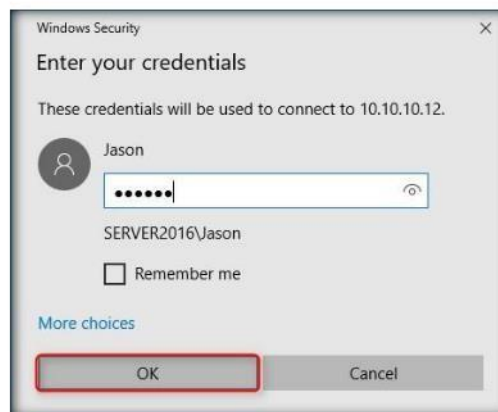 Windows Security
Enter your credentials
These credentials will be used to connect to 10.10.10.12.
Jason
••••••
SERVER2016\Jason
Remember me
More choices
OK
Cancel